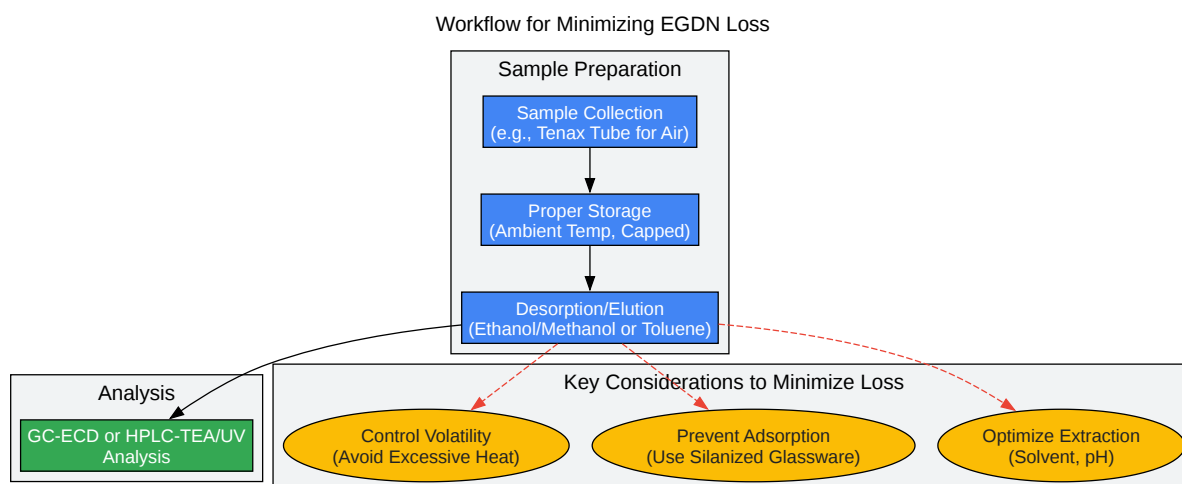 Workflow for Minimizing EGDN Loss
Sample Preparation
Sample Collection
(e.g., Tenax Tube for Air)
Proper Storage
(Ambient Temp, Capped)
Desorption/Elution
(Ethanol/Methanol or Toluene)
Analysis
GC-ECD or HPLC-TEA/UV
Analysis
Key Considerations to Minimize Loss
Control Volatility
(Avoid Excessive Heat)
Prevent Adsorption
(Use Silanized Glassware)
Optimize Extraction
(Solvent, pH)